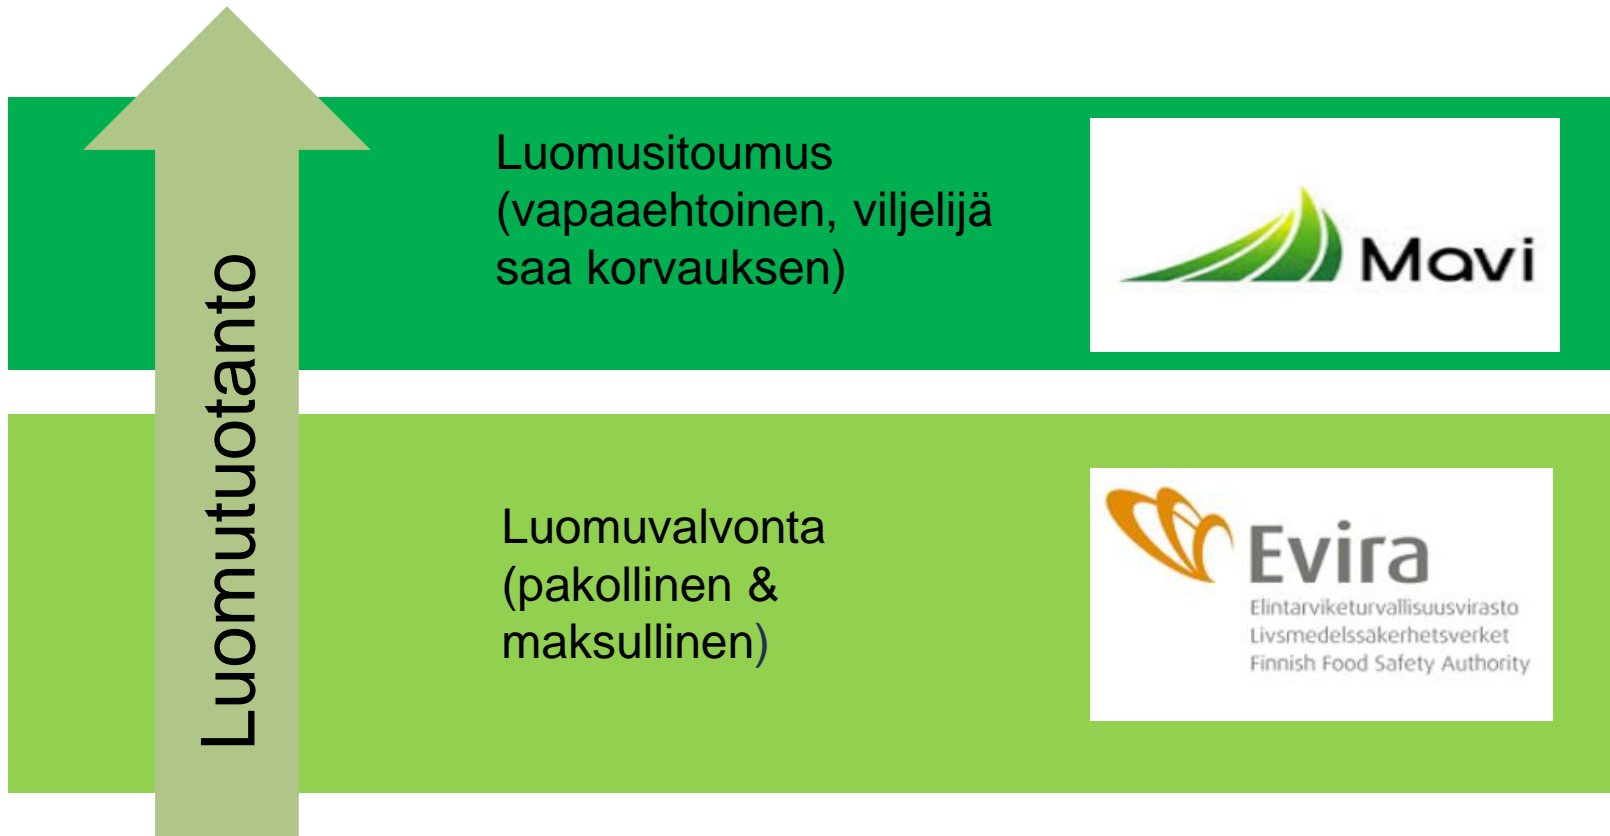 Luomutuotanto
Luomusitoumus
(vapaaehtoinen, viljelijä
saa korvauksen)
Mavi
Luomuvalvonta
(pakollinen &
maksullinen)
Evira
Elintarviketurvallisuusvirasto
Livsmedelssäkerhetsverket
Finnish Food Safety Authority